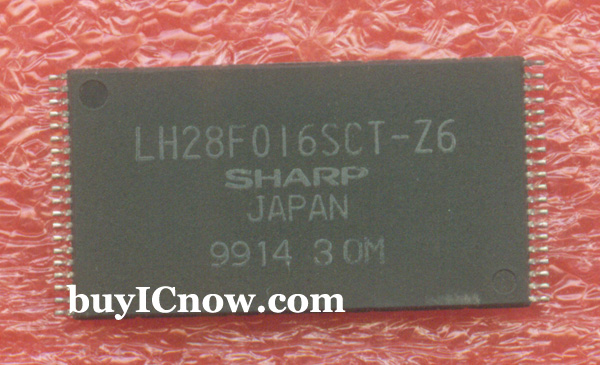 LH28F016SCT-Z6
SHARP
JAPAN
9914 3 0M
buyICnow.com